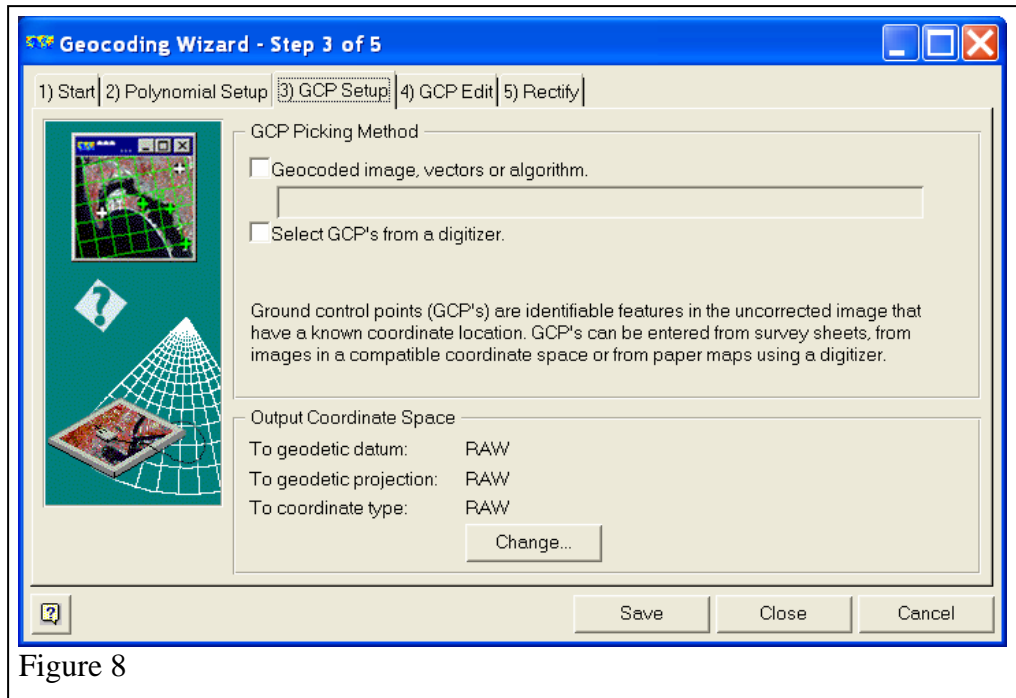 Geocoding Wizard - Step 3 of 5
1) Start 2) Polynomial Setup 3) GCP Setup 4) GCP Edit 5) Rectify
GCP Picking Method
Geocoded image, vectors or algorithm.
Select GCP's from a digitizer.
Ground control points (GCP's) are identifiable features in the uncorrected image that
have a known coordinate location. GCP's can be entered from survey sheets, from
images in a compatible coordinate space or from paper maps using a digitizer.
Output Coordinate Space
To geodetic datum: RAW
To geodetic projection: RAW
To coordinate type: RAW
Change...
Save Close Cancel
Figure 8